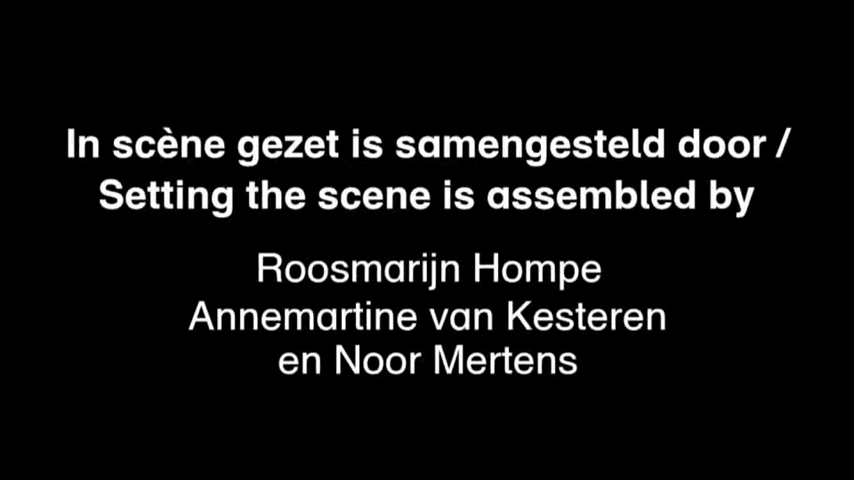 In scène gezet is samengesteld door /
Setting the scene is assembled by
Roosmarijn Hompe
Annemartine van Kesteren
en Noor Mertens